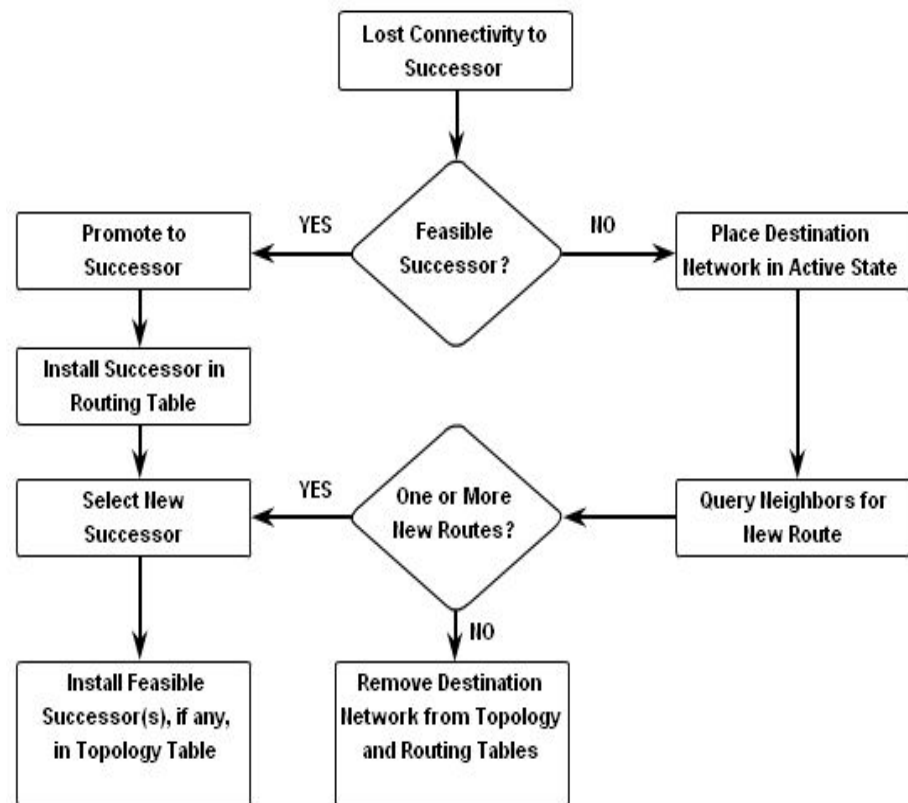 Lost Connectivity to
Successor
YES
Feasible
Successor?
NO
Promote to
Successor
Place Destination
Network in Active State
Install Successor in
Routing Table
Select New
Successor
YES
One or More
New Routes?
Query Neighbors for
New Route
NO
Install Feasible
Successor(s), if any,
in Topology Table
Remove Destination
Network from Topology
and Routing Tables